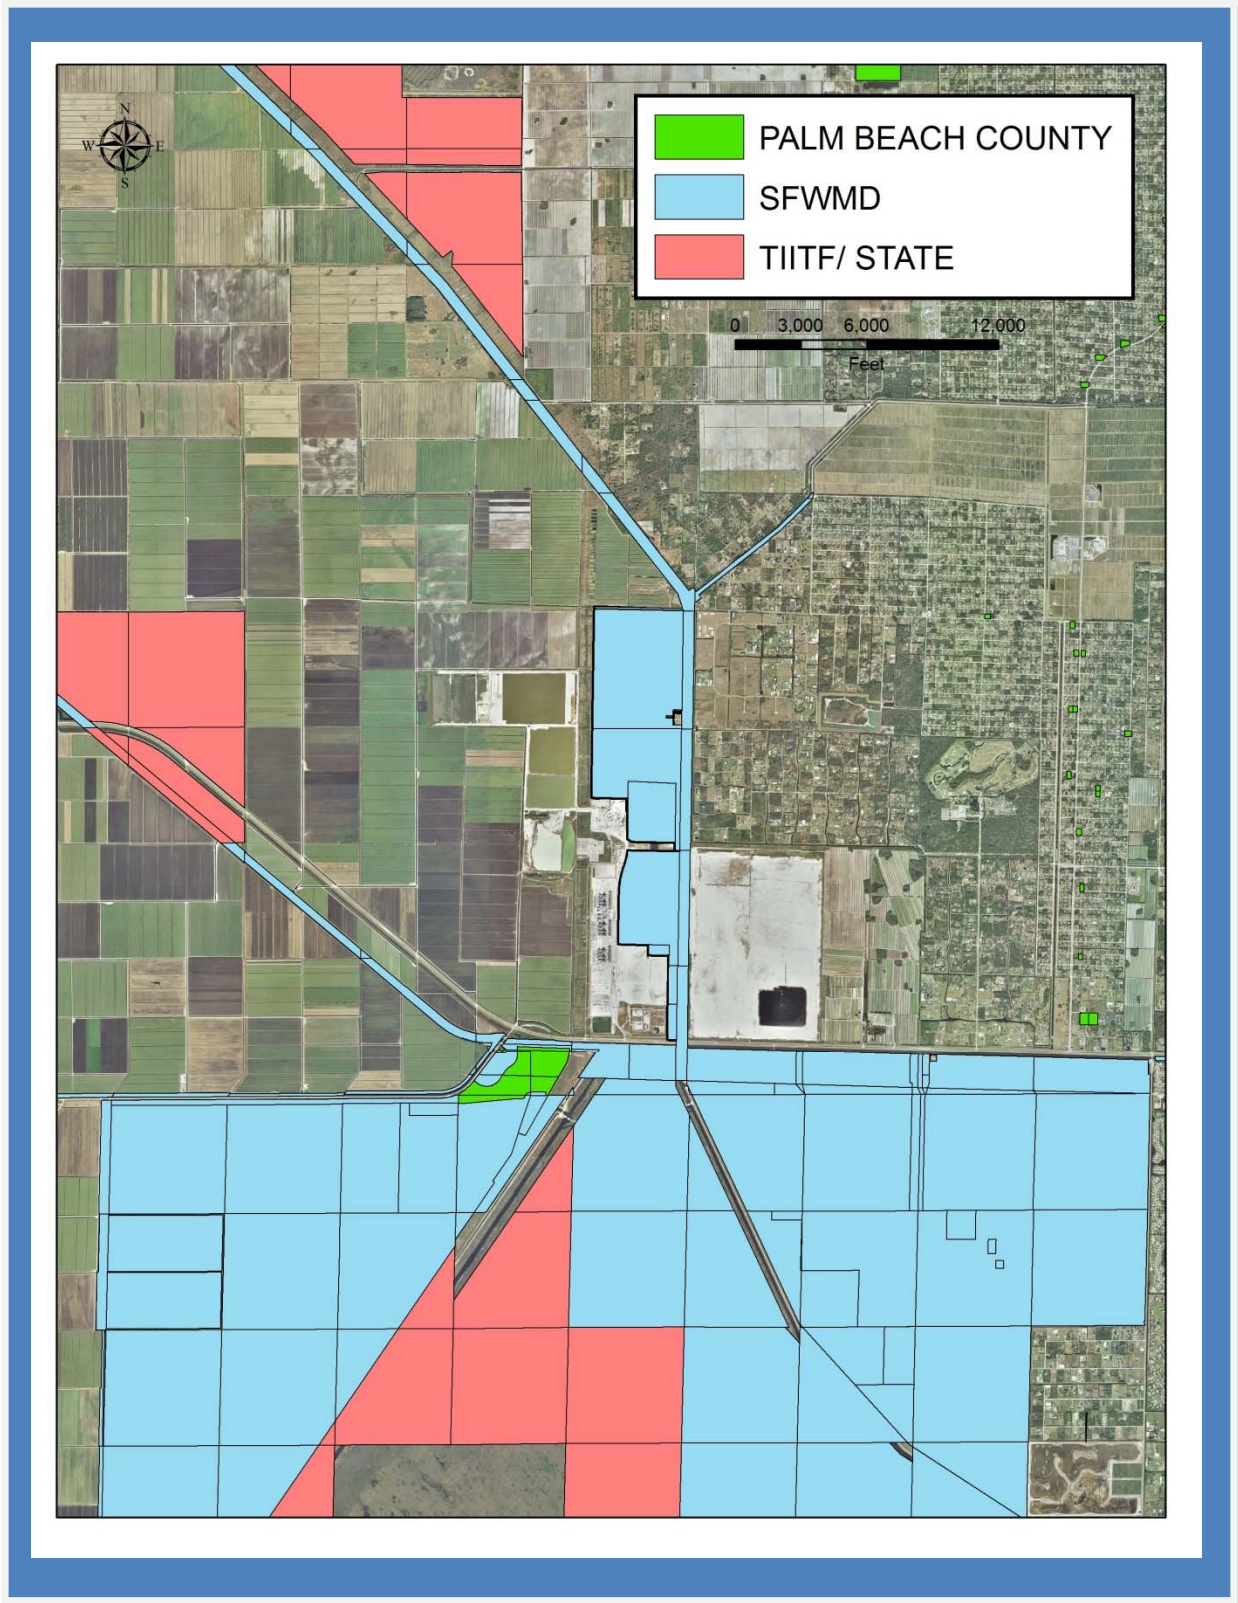 N
W E
S
PALM BEACH COUNTY
SFWMD
TIITF/ STATE
0 3,000 6,000 12,000
Feet